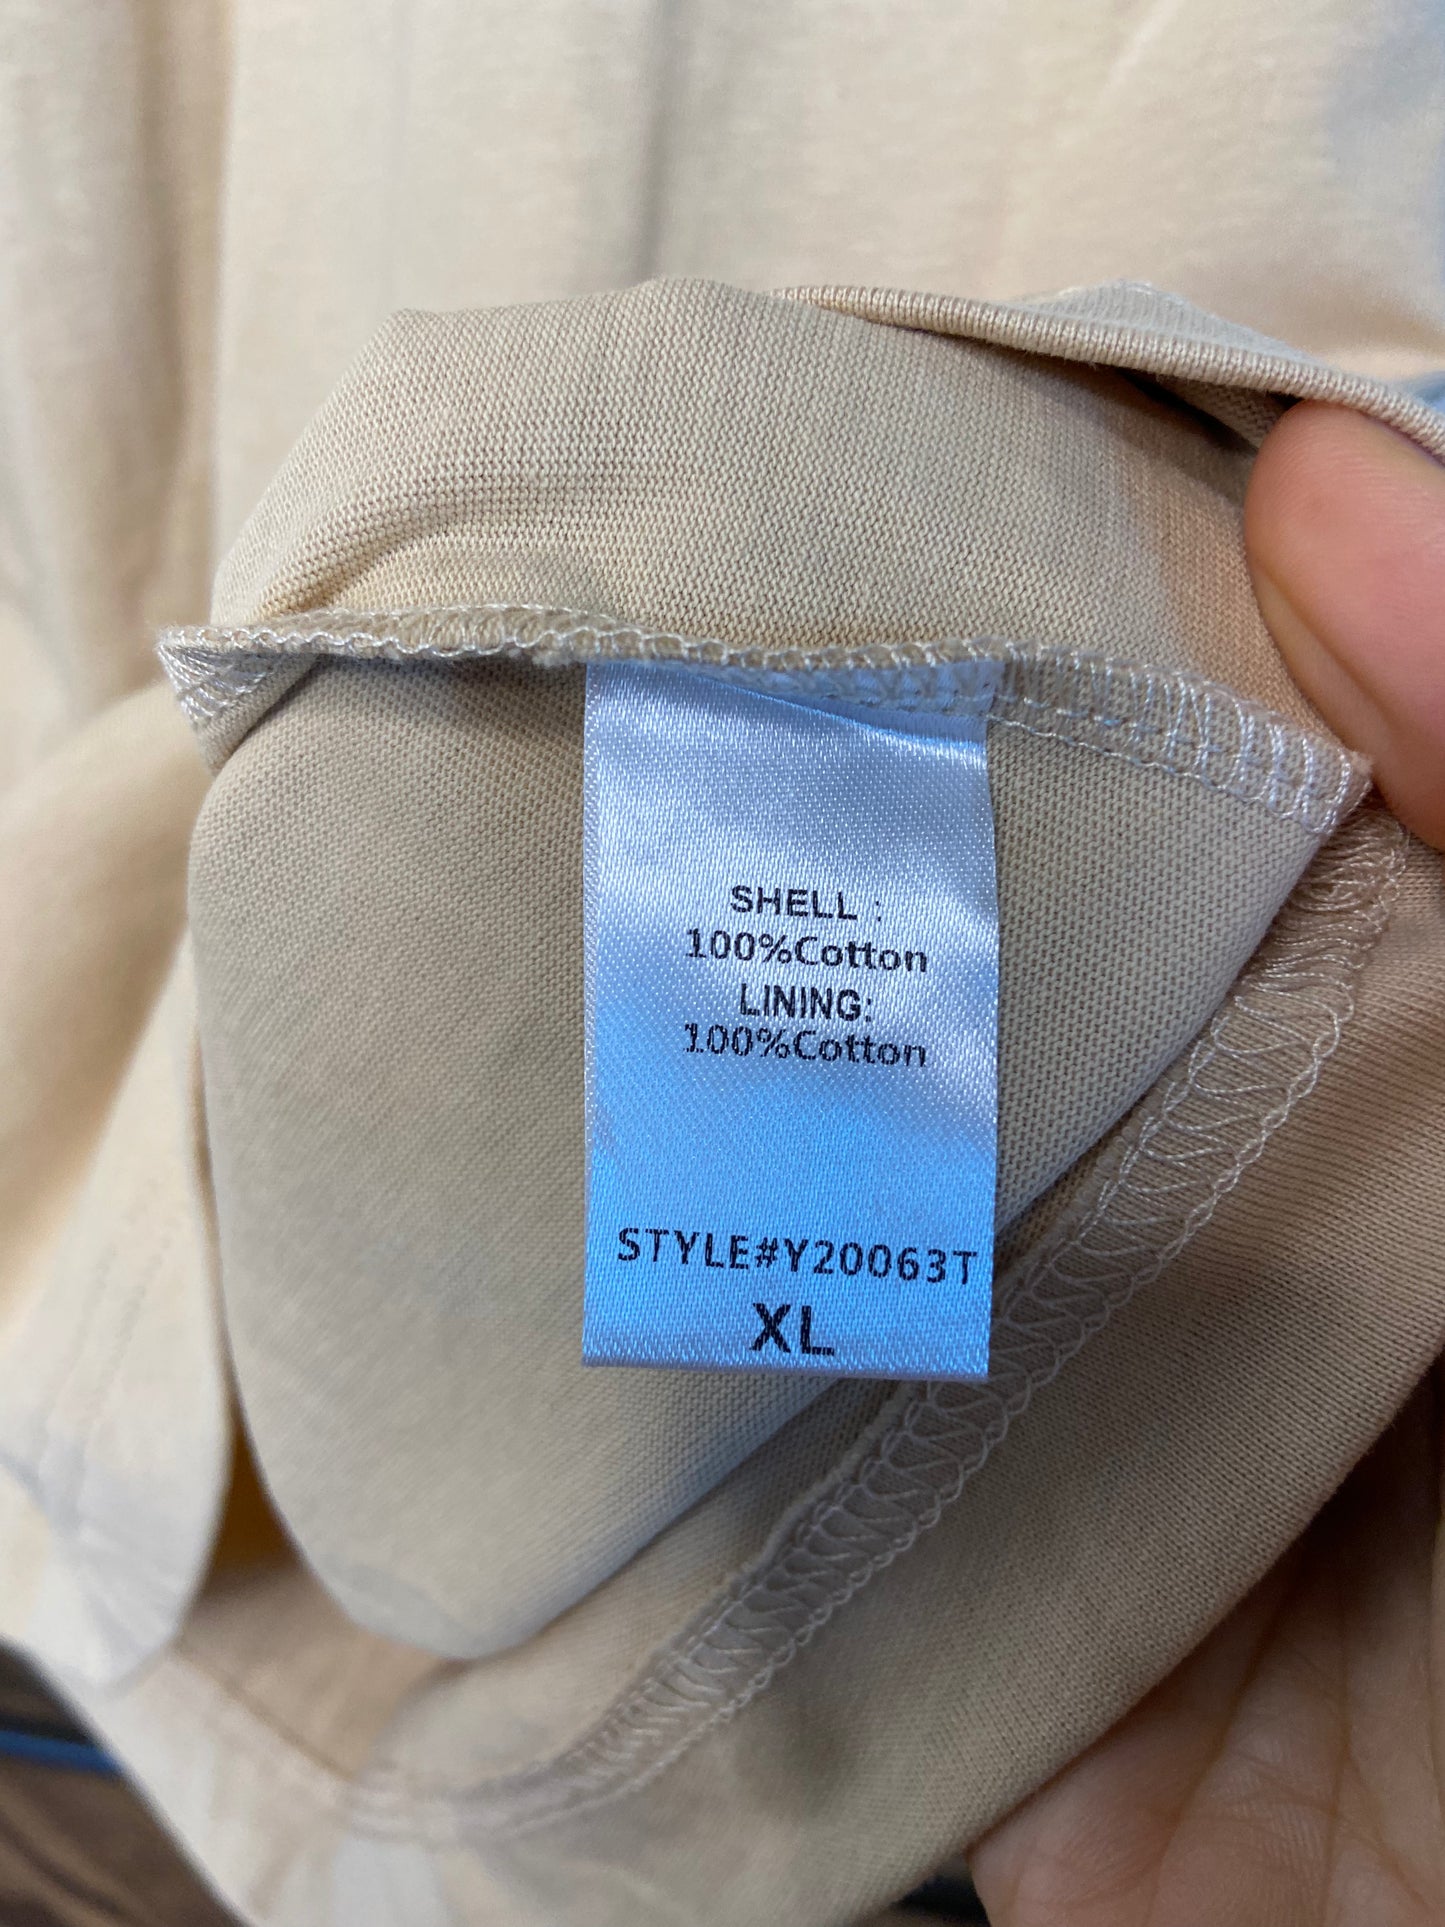 SHELL :
100%Cotton
LINING:
100%Cotton
STYLE#Y20063T
XL